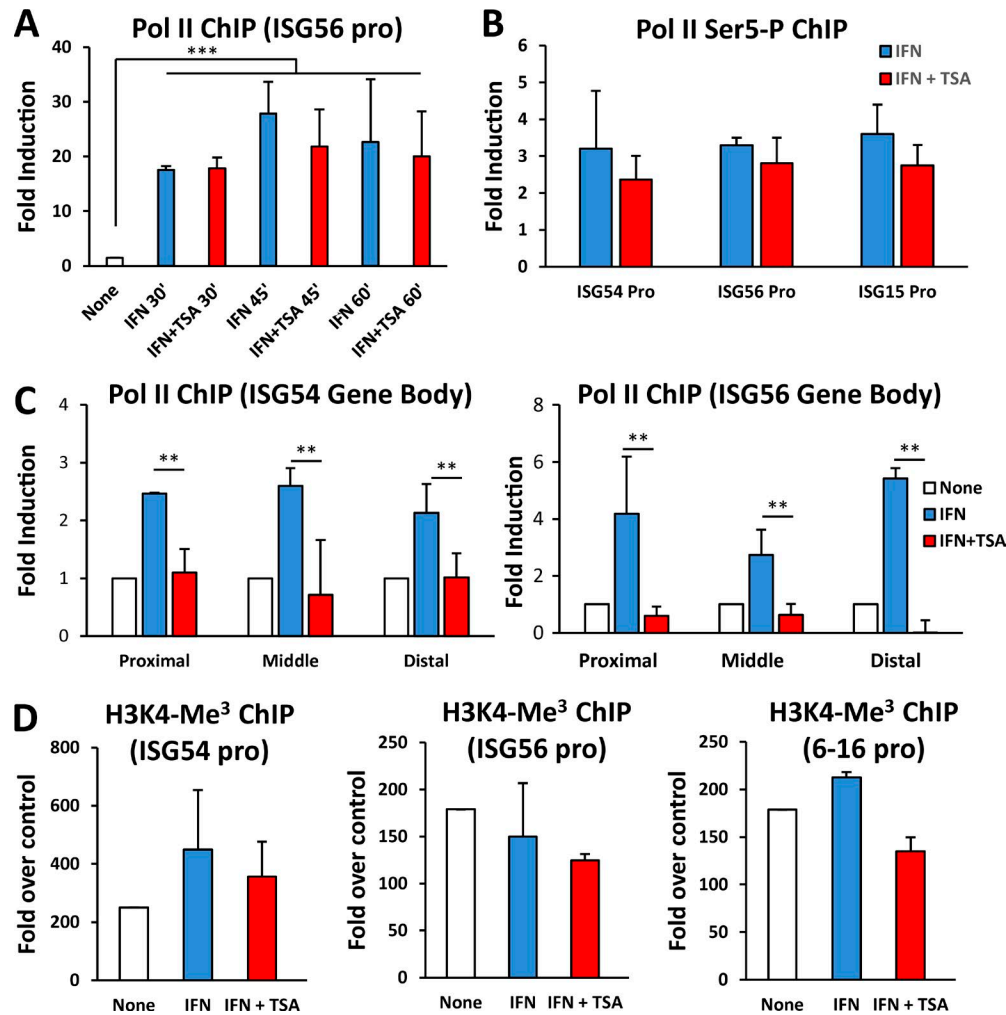 A
Pol II ChIP (ISG56 pro)
***
Fold Induction
40
30
20
10
0
None
IFN 30'
IFN+TSA 30'
IFN 45'
IFN+TSA 45'
IFN 60'
IFN+TSA 60'
B
Pol II Ser5-P ChIP
IFN
IFN + TSA
Fold Induction
6
5
4
3
2
1
0
ISG54 Pro
ISG56 Pro
ISG15 Pro
C
Pol II ChIP (ISG54 Gene Body)
Fold Induction
4
3
2
1
0
**
**
**
Proximal
Middle
Distal
Pol II ChIP (ISG56 Gene Body)
Fold Induction
8
6
4
2
0
**
**
**
None
IFN
IFN+TSA
Proximal
Middle
Distal
D
H3K4-Me³ ChIP
(ISG54 pro)
Fold over control
800
600
400
200
0
None
IFN
IFN + TSA
H3K4-Me³ ChIP
(ISG56 pro)
Fold over control
250
200
150
100
50
0
None
IFN
IFN + TSA
H3K4-Me³ ChIP
(6-16 pro)
Fold over control
250
200
150
100
50
0
None
IFN
IFN + TSA